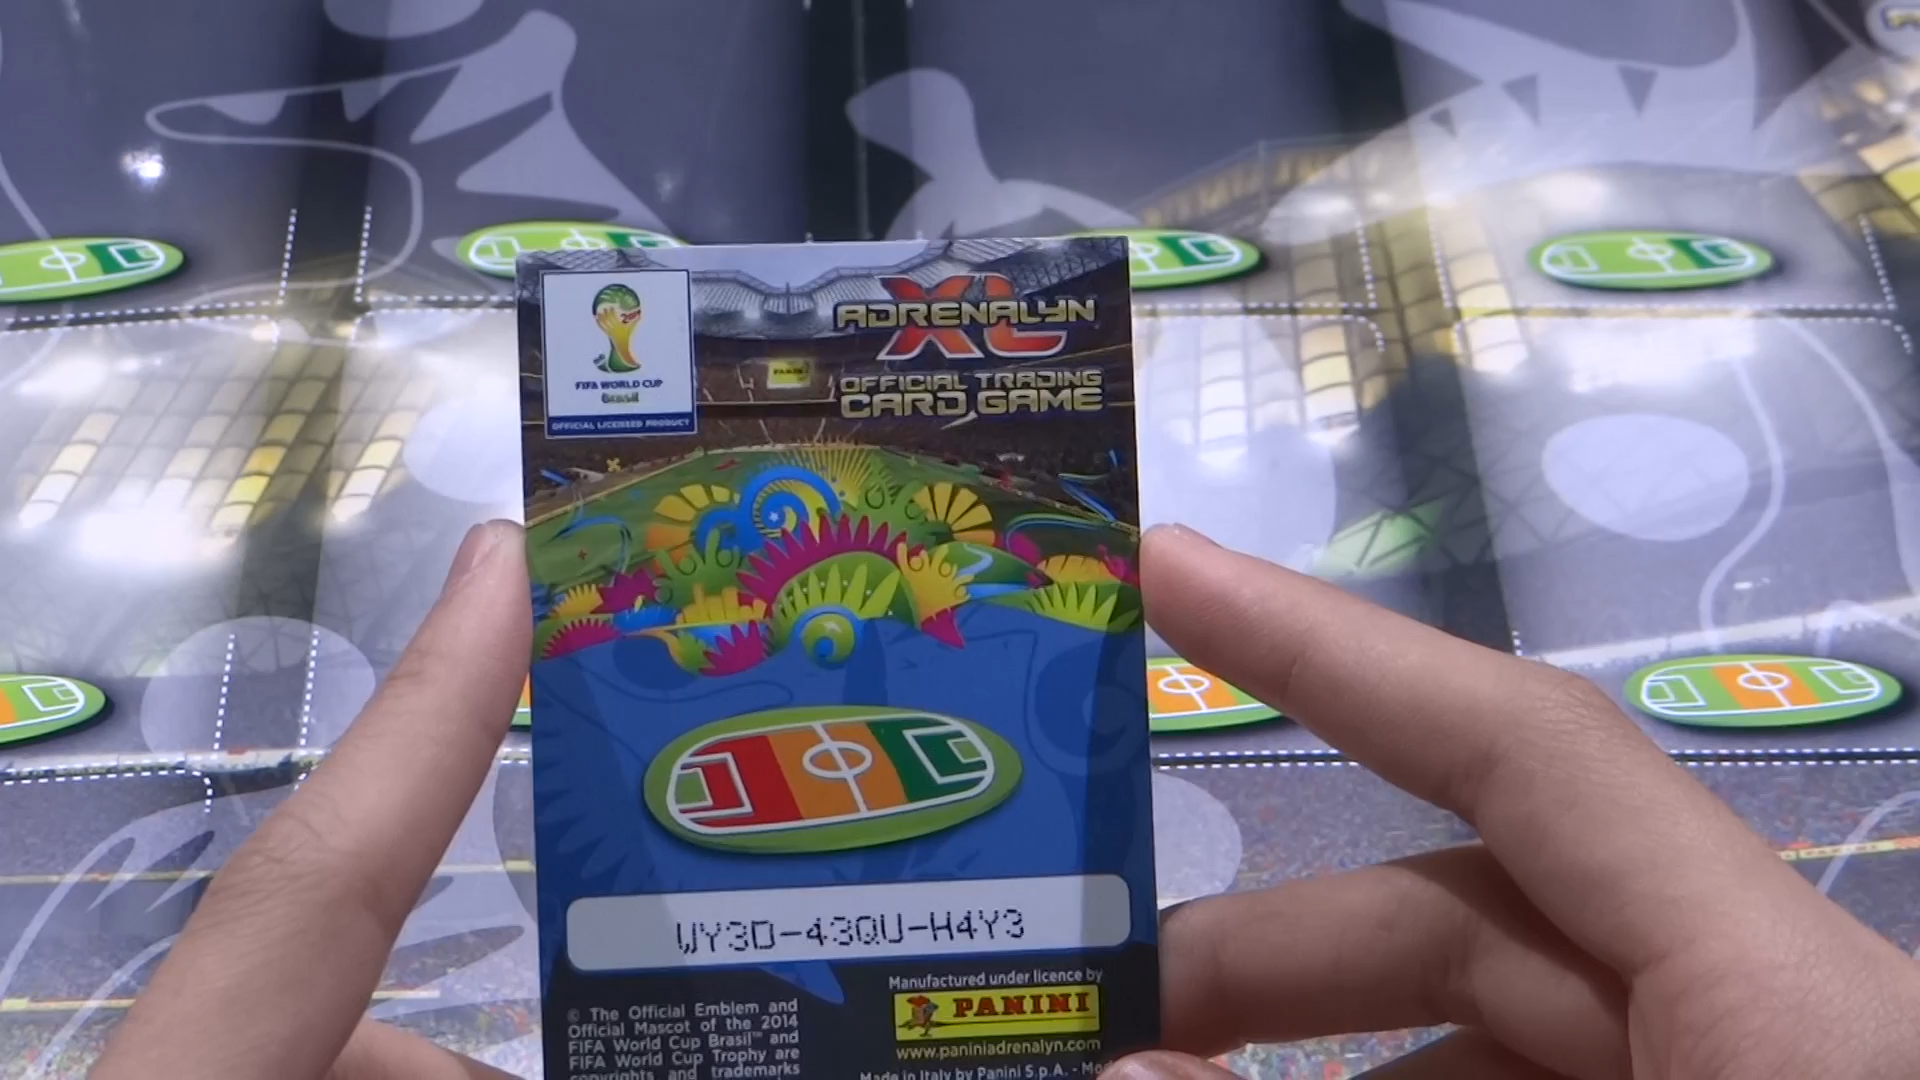 FIFA WORLD CUP
Brasil
OFFICIAL LICENSED PRODUCT
ADRENALYN
XL
OFFICIAL TRADING
CARD GAME
PANINI
WY3D-43QU-H4Y3
Manufactured under licence by
PANINI
www.paniniadrenalyn.com
Made in Italy by Panini S.p.A. -
© The Official Emblem and
Official Mascot of the 2014
FIFA World Cup Brasil™ and
FIFA World Cup Trophy are
copyrights and trademarks